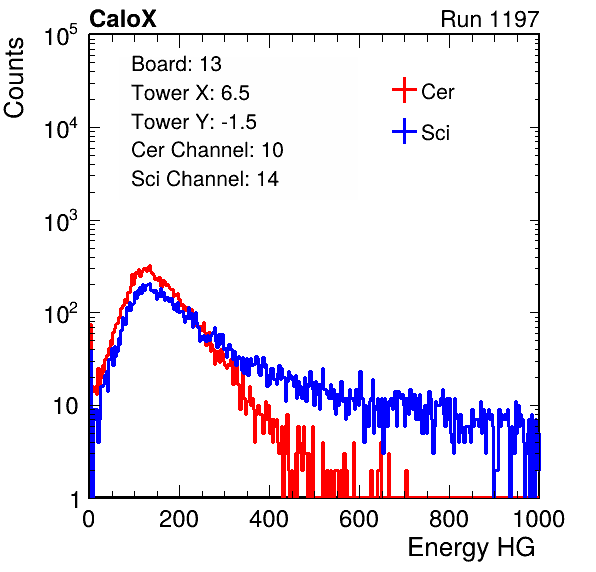 CaloX
Run 1197
Counts
10^5
10^4
10^3
10^2
10
1
Board: 13
Tower X: 6.5
Tower Y: -1.5
Cer Channel: 10
Sci Channel: 14
Cer
Sci
0 200 400 600 800 1000
Energy HG